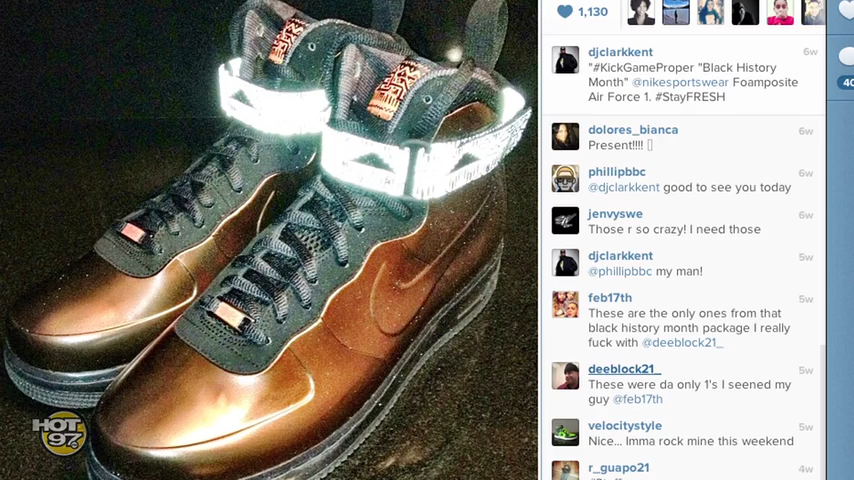 1,130
djclarkkent 6w
"#KickGameProper "Black History
Month" @nikesportswear Foamposite
Air Force 1. #StayFRESH
dolores_bianca 6w
Present!!!!
phillipbbc 6w
@djclarkkent good to see you today
jenvyswe 6w
Those r so crazy! I need those
djclarkkent 5w
@phillipbbc my man!
feb17th 5w
These are the only ones from that
black history month package I really
fuck with @deeblock21_
deeblock21_ 5w
These were da only 1's I seened my
guy @feb17th
velocitystyle 5w
Nice... Imma rock mine this weekend
r_guapo21 4w
40
HOT
97